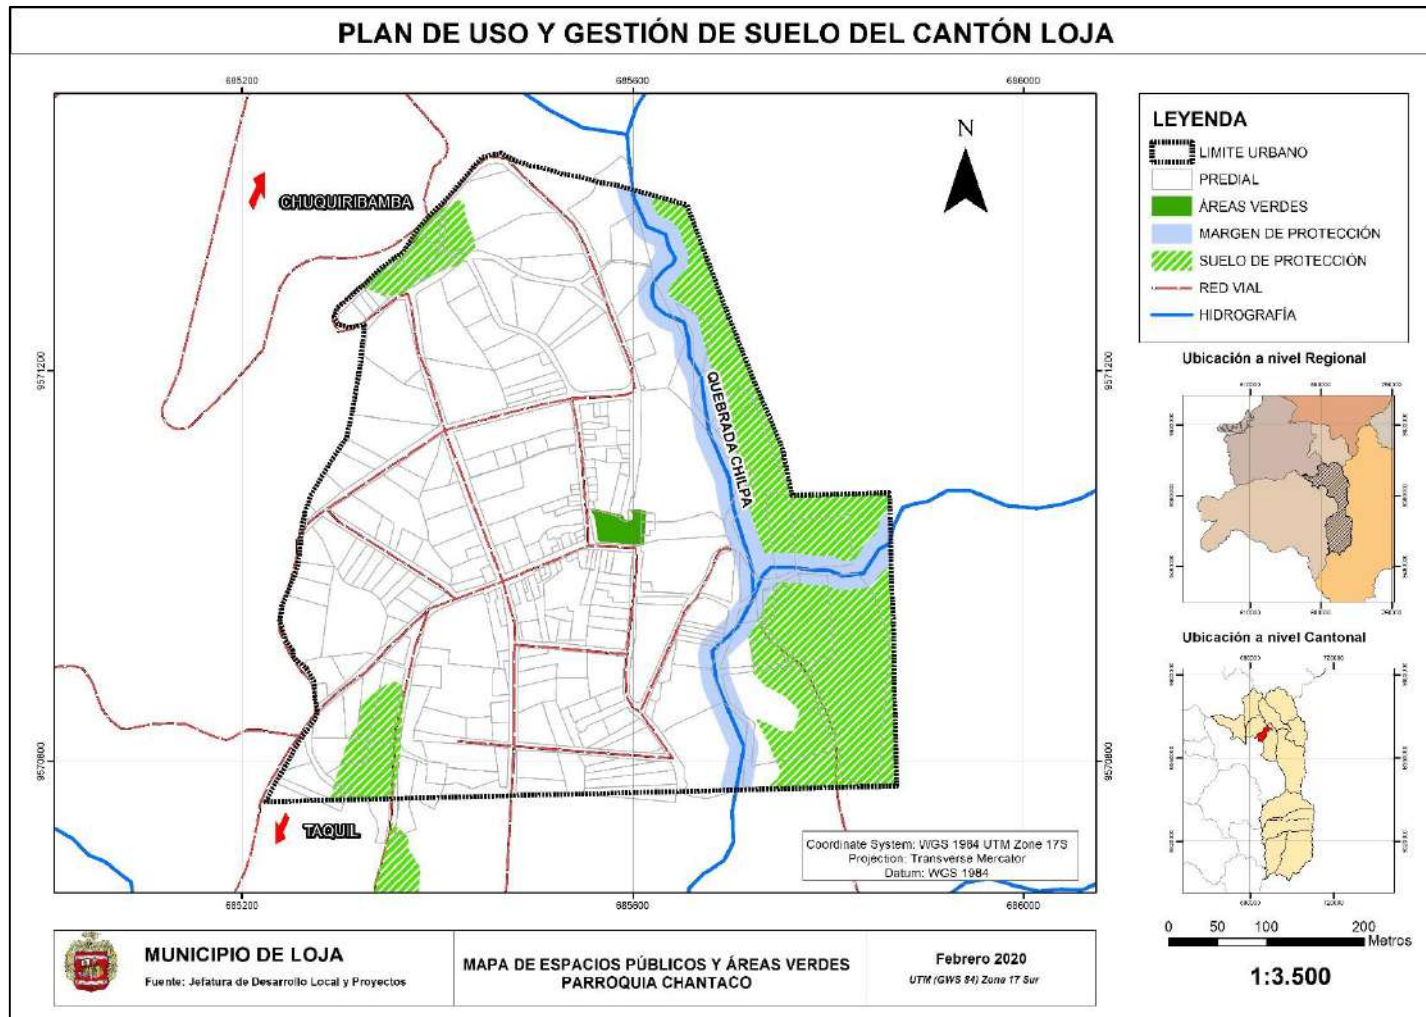 PLAN DE USO Y GESTIÓN DE SUELO DEL CANTÓN LOJA
685200
685600
686000
9571200
9570800
N
CHUQUIRIBAMBA
QUEBRADA CHILPA
TAQUIL
Coordinate System: WGS 1984 UTM Zone 17S
Projection: Transverse Mercator
Datum: WGS 1984
9571200
9570800
685200
685600
686000
LEYENDA
LIMITE URBANO
PREDIAL
ÁREAS VERDES
MARGEN DE PROTECCIÓN
SUELO DE PROTECCIÓN
RED VIAL
HIDROGRAFÍA
Ubicación a nivel Regional
Ubicación a nivel Cantonal
0 50 100 200
Metros
1:3.500
MUNICIPIO DE LOJA
Fuente: Jefatura de Desarrollo Local y Proyectos
MAPA DE ESPACIOS PÚBLICOS Y ÁREAS VERDES
PARROQUIA CHANTACO
Febrero 2020
UTM (GWS 84) Zona 17 Sur